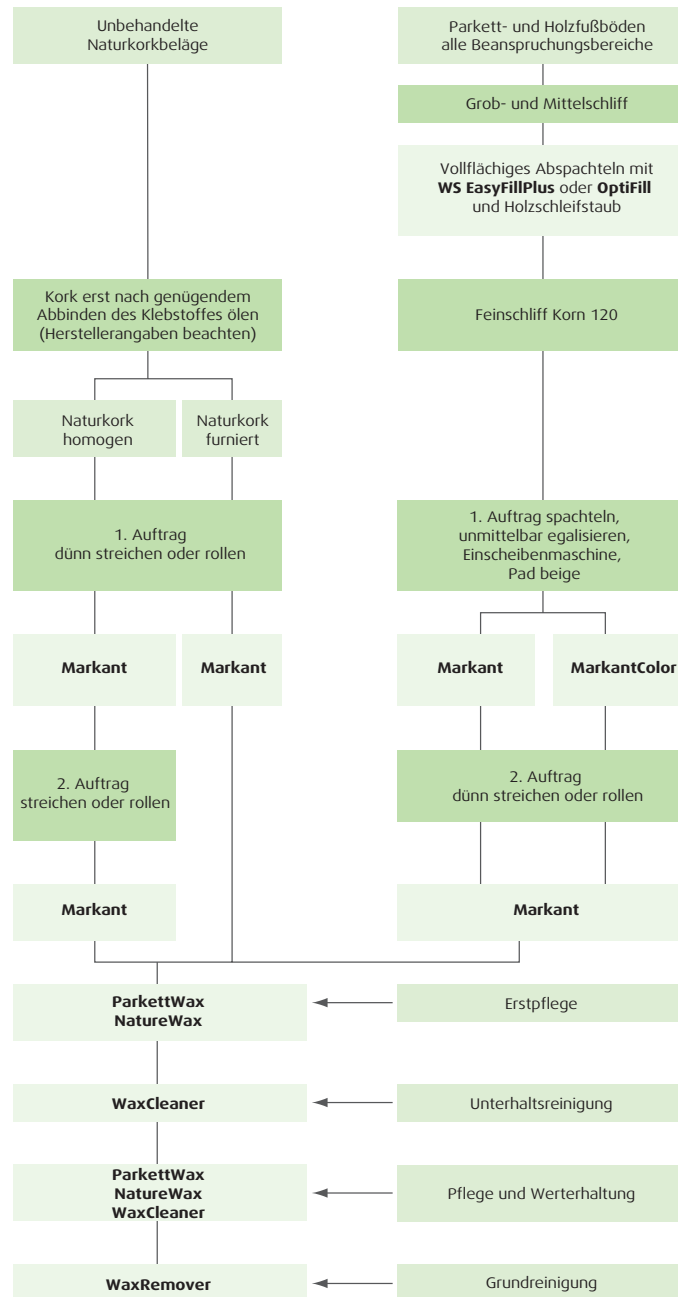 Unbehandelte
Naturkorkbeläge
Parkett- und Holzfußböden
alle Beanspruchungsbereiche
Grob- und Mittelschliff
Vollflächiges Abspachteln mit
WS EasyFillPlus oder OptiFill
und Holzschleifstaub
Kork erst nach genügendem
Abbinden des Klebstoffes ölen
(Herstellerangaben beachten)
Feinschliff Korn 120
Naturkork
homogen
Naturkork
furniert
1. Auftrag
dünn streichen oder rollen
1. Auftrag spachteln,
unmittelbar egalisieren,
Einscheibenmaschine,
Pad beige
Markant
Markant
Markant
MarkantColor
2. Auftrag
streichen oder rollen
2. Auftrag
dünn streichen oder rollen
Markant
Markant
ParkettWax
NatureWax
Erstpflege
WaxCleaner
Unterhaltsreinigung
ParkettWax
NatureWax
WaxCleaner
Pflege und Werterhaltung
WaxRemover
Grundreinigung